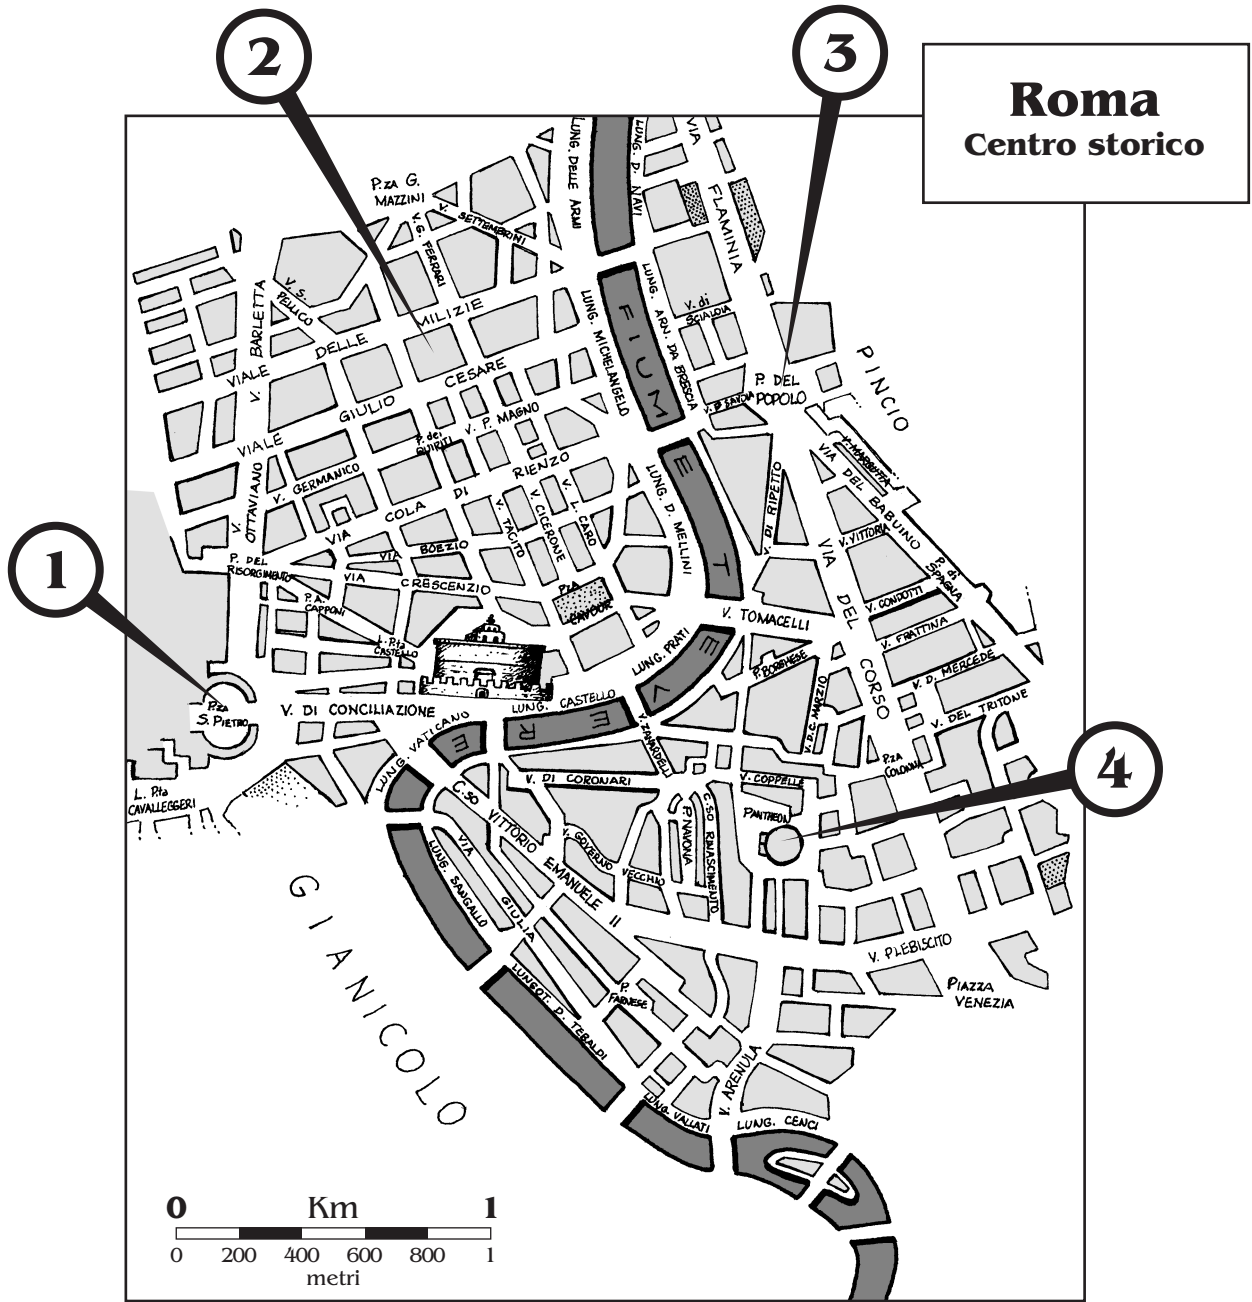 2
3
Roma
Centro storico
LUNG. DELLE ARMI
LUNG. D. NAVI
VIA
FLAMINIA
P.za G.
MAZZINI
V. SETTEMBRINI
V.G. FERRARI
V. S.
PELLICO
V. BARLETTA
VIALE DELLE MILIZIE
VIALE GIULIO CESARE
LUNG. MICHELANGELO
LUNG. ARN. DA BRESCIA
V. di
SCIALOIA
FIUME TEVERE
PINCIO
P. DEL
POPOLO
V. P. MAGNO
P. dei
QUIRITI
V. GERMANICO
V. OTTAVIANO
VIA COLA DI RIENZO
V. TACITO
V. CICERONE
V. L. CARO
LUNG. D. MELLINI
V. DI RIPETTO
VIA DEL BABUINO
V. MARGUTTA
V. VITTORIA
P. di
SPAGNA
VIA DEL CORSO
V. CONDOTTI
V. FRATTINA
V. D. MERCEDE
V. DEL TRITONE
VIA BOEZIO
VIA CRESCENZIO
1
P. DEL
RISORGIMENTO
P. A.
CAPPONI
L. P.ta
CASTELLO
P.ZA
CAVOUR
V. TOMACELLI
LUNG. PRATI
P. BORGHESE
V. D. C. MARZIO
P.za
S. PIETRO
V. DI CONCILIAZIONE
LUNG. CASTELLO
LUNG. VATICANO
V. ZANARDELLI
P.ZA
COLONNA
4
L. P.ta
CAVALLEGGERI
V. DI CORONARI
V. COPPELLE
PANTHEON
C.SO VITTORIO EMANUELE II
V. GOVERNO VECCHIO
P. NAVONA
C.SO RINASCIMENTO
VIA GIULIA
LUNG. SANGALLO
GIANICOLO
P.
FARNESE
LUNGOT. D. TEBALDI
V. PLEBISCITO
PIAZZA
VENEZIA
V. ARENULA
LUNG. VALLATI
LUNG. CENCI
0 Km 1
0 200 400 600 800 1
metri